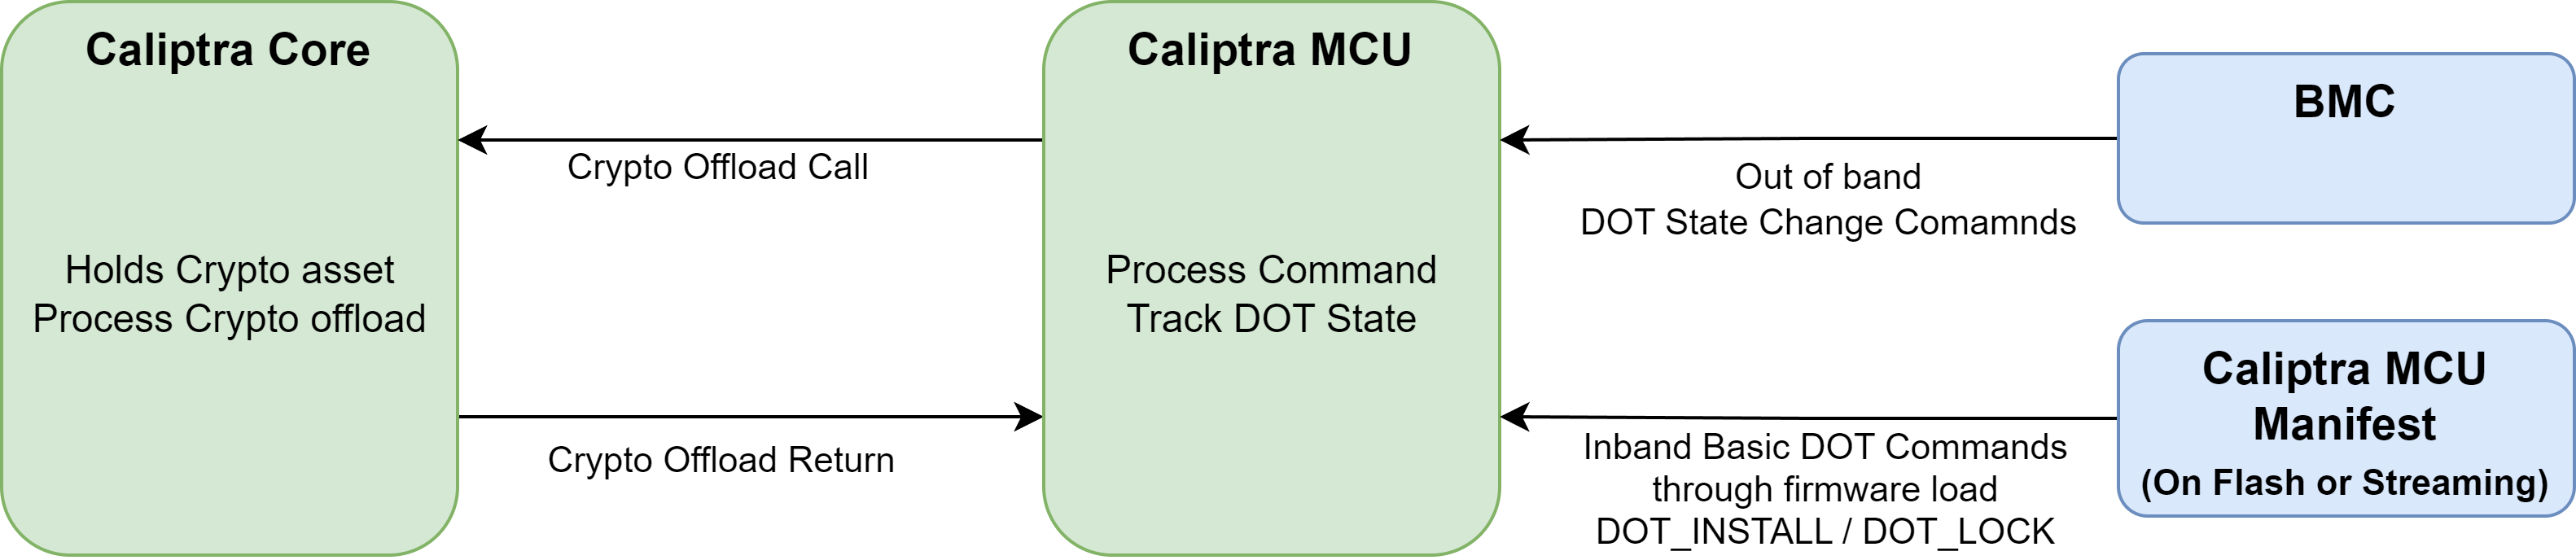 Caliptra Core
Holds Crypto asset
Process Crypto offload
Crypto Offload Call
Crypto Offload Return
Caliptra MCU
Process Command
Track DOT State
Out of band
DOT State Change Comamnds
Inband Basic DOT Commands
through firmware load
DOT_INSTALL / DOT_LOCK
BMC
Caliptra MCU
Manifest
(On Flash or Streaming)